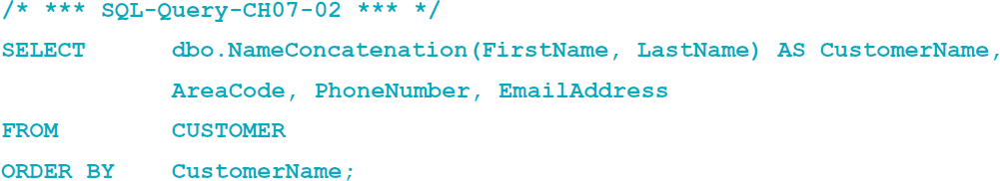 /* *** SQL-Query-CH07-02 *** */
SELECT dbo.NameConcatenation(FirstName, LastName) AS CustomerName,
AreaCode, PhoneNumber, EmailAddress
FROM CUSTOMER
ORDER BY CustomerName;